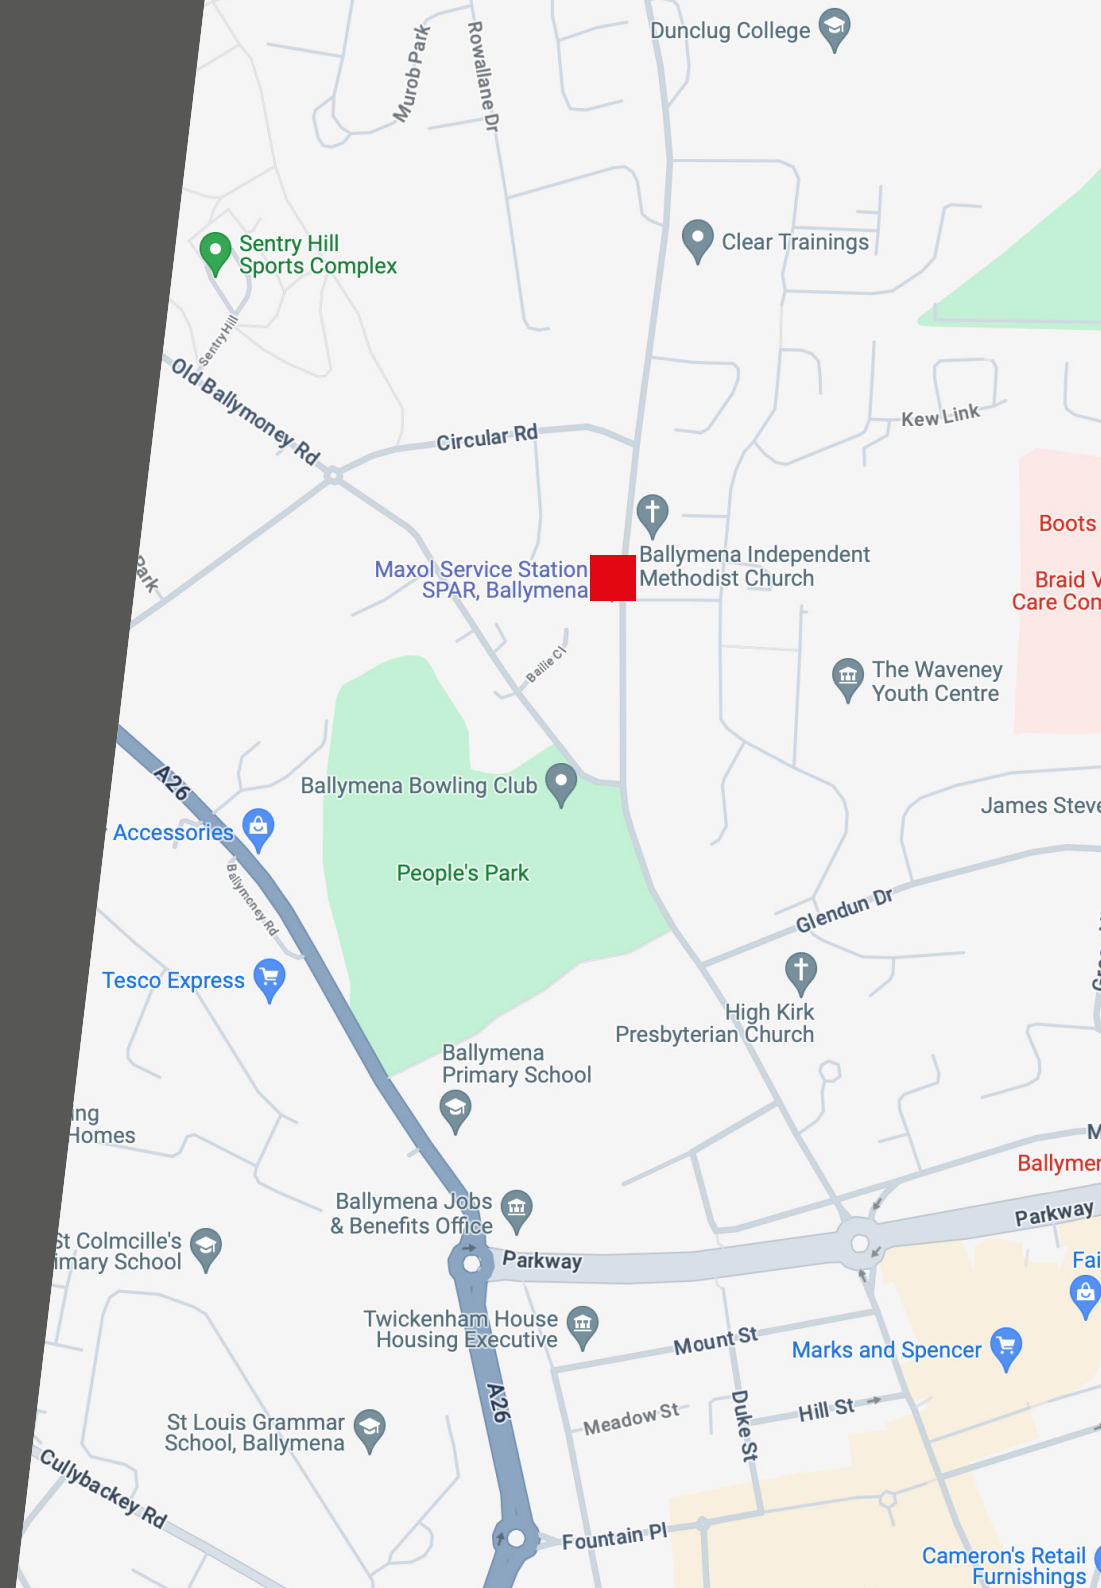 Dunclug College
Murob Park
Rowallane Dr
Sentry Hill
Sports Complex
Clear Trainings
Sentry Hill
Old Ballymoney Rd
Circular Rd
Kew Link
Boots
Park
Maxol Service Station
SPAR, Ballymena
Ballymena Independent
Methodist Church
Braid V
Care Com
Bailie Cl
The Waveney
Youth Centre
A26
Ballymena Bowling Club
James Steve
Accessories
People's Park
Ballymoney Rd
Glendun Dr
Tesco Express
High Kirk
Presbyterian Church
Ballymena
Primary School
ing
Homes
M
Ballymen
Ballymena Jobs
& Benefits Office
Parkway
St Colmcille's
imary School
Parkway
Fai
Twickenham House
Housing Executive
Mount St
Marks and Spencer
A26
Duke St
Hill St
Meadow St
St Louis Grammar
School, Ballymena
Cullybackey Rd
Fountain Pl
Cameron's Retail
Furnishings